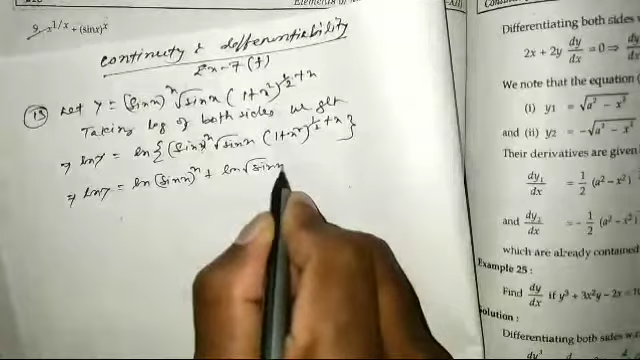 9. x^{1/x} + (sinx)^x
continuity & differentiability
Ex-7 (f)
(13) Let y = (sinx)^x √sinx (1+x²)^{1/2+x}
Taking log of both sides we get
⇒ lny = ln{(sinx)^x √sinx (1+x²)^{1/2+x}}
⇒ lny = ln(sinx)^x + ln√sinx
Differentiating both sides
2x + 2y dy/dx = 0 ⇒
We note that the equation
(i) y₁ = √a² − x²
and (ii) y₂ = −√a² − x²
Their derivatives are given
dy₁/dx = 1/2 (a² − x²)
and dy₂/dx = − 1/2 (a² − x²)
which are already contained
Example 25 :
Find dy/dx if y³ + 3x²y − 2x =
Solution :
Differentiating both sides